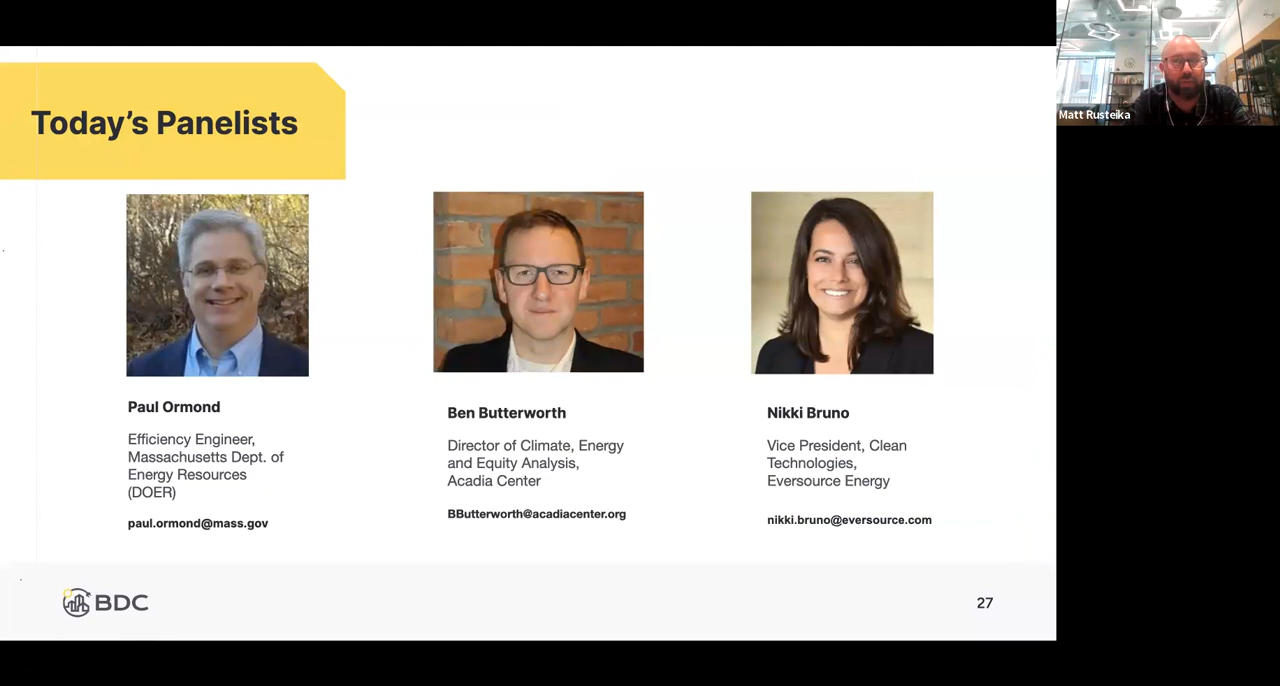 Today's Panelists
Matt Rusteika
Paul Ormond
Efficiency Engineer,
Massachusetts Dept. of
Energy Resources
(DOER)
paul.ormond@mass.gov
Ben Butterworth
Director of Climate, Energy
and Equity Analysis,
Acadia Center
BButterworth@acadiacenter.org
Nikki Bruno
Vice President, Clean
Technologies,
Eversource Energy
nikki.bruno@eversource.com
BDC
27